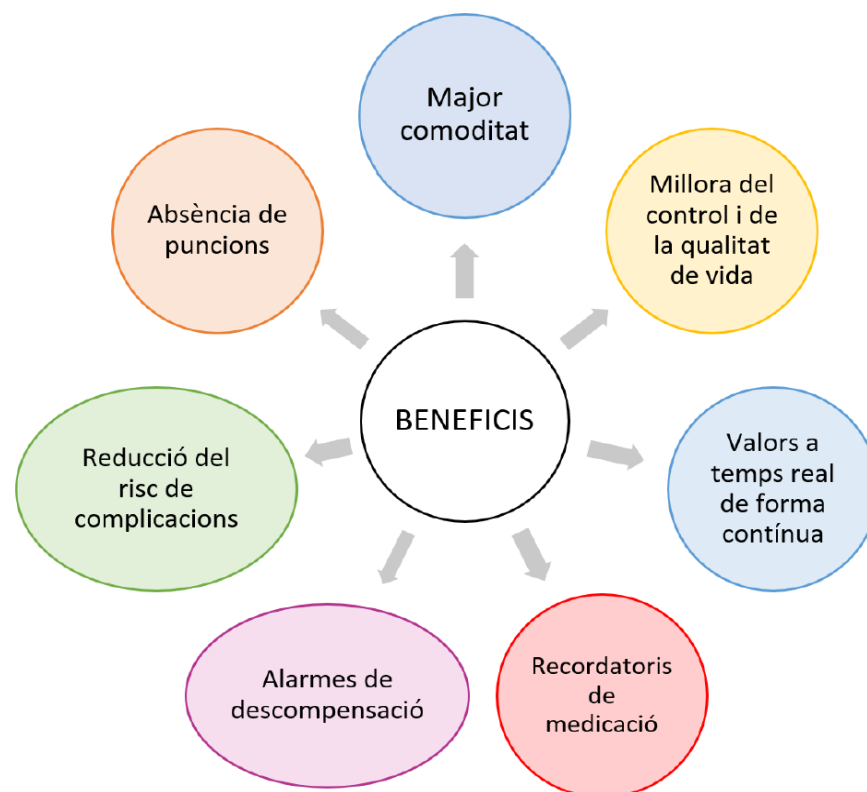 Major
comoditat
Millora del
control i de
la qualitat
de vida
Absència de
puncions
BENEFICIS
Valors a
temps real
de forma
contínua
Reducció del
risc de
complicacions
Recordatoris
de
medicació
Alarmes de
descompensació